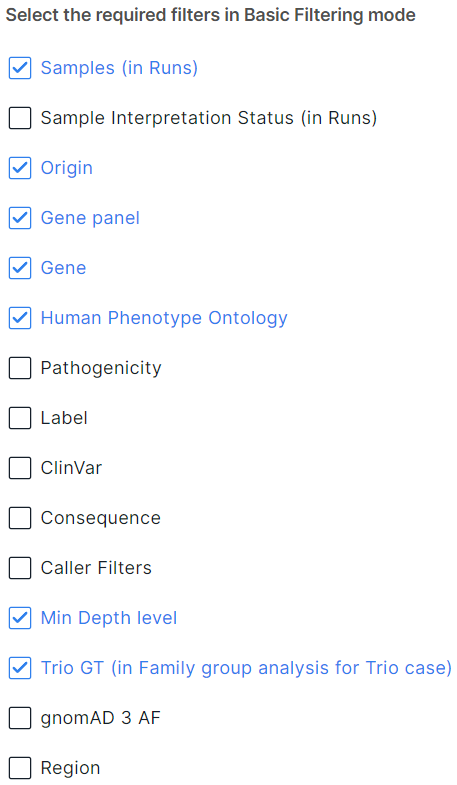 Select the required filters in Basic Filtering mode
Samples (in Runs)
Sample Interpretation Status (in Runs)
Origin
Gene panel
Gene
Human Phenotype Ontology
Pathogenicity
Label
ClinVar
Consequence
Caller Filters
Min Depth level
Trio GT (in Family group analysis for Trio case)
gnomAD 3 AF
Region